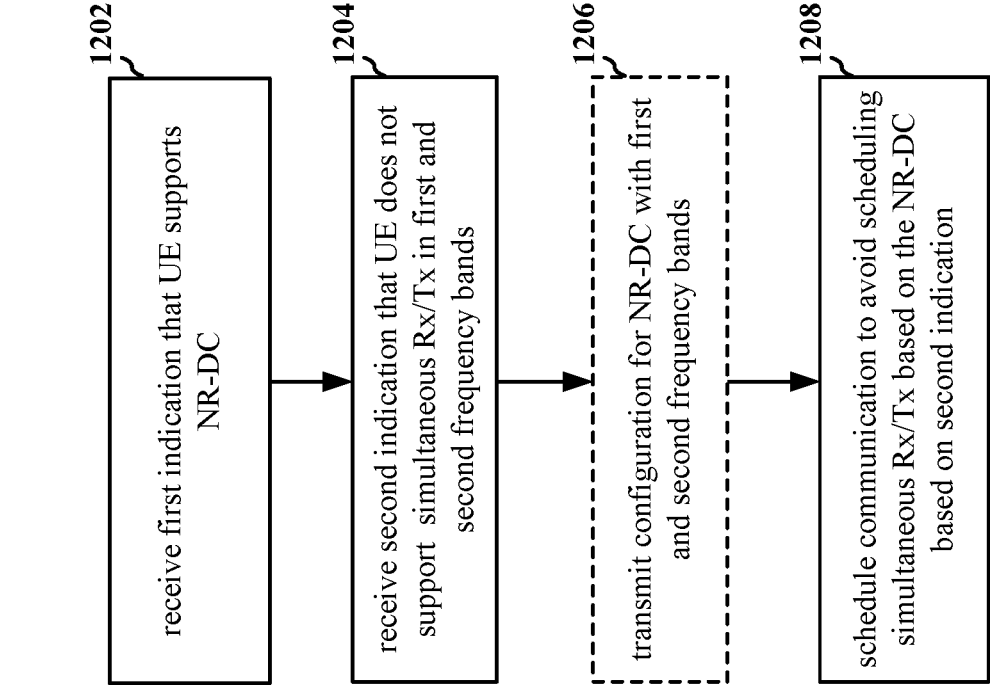 1202
receive first indication that UE supports
NR-DC
1204
receive second indication that UE does not
support simultaneous Rx/Tx in first and
second frequency bands
1206
transmit configuration for NR-DC with first
and second frequency bands
1208
schedule communication to avoid scheduling
simultaneous Rx/Tx based on the NR-DC
based on second indication